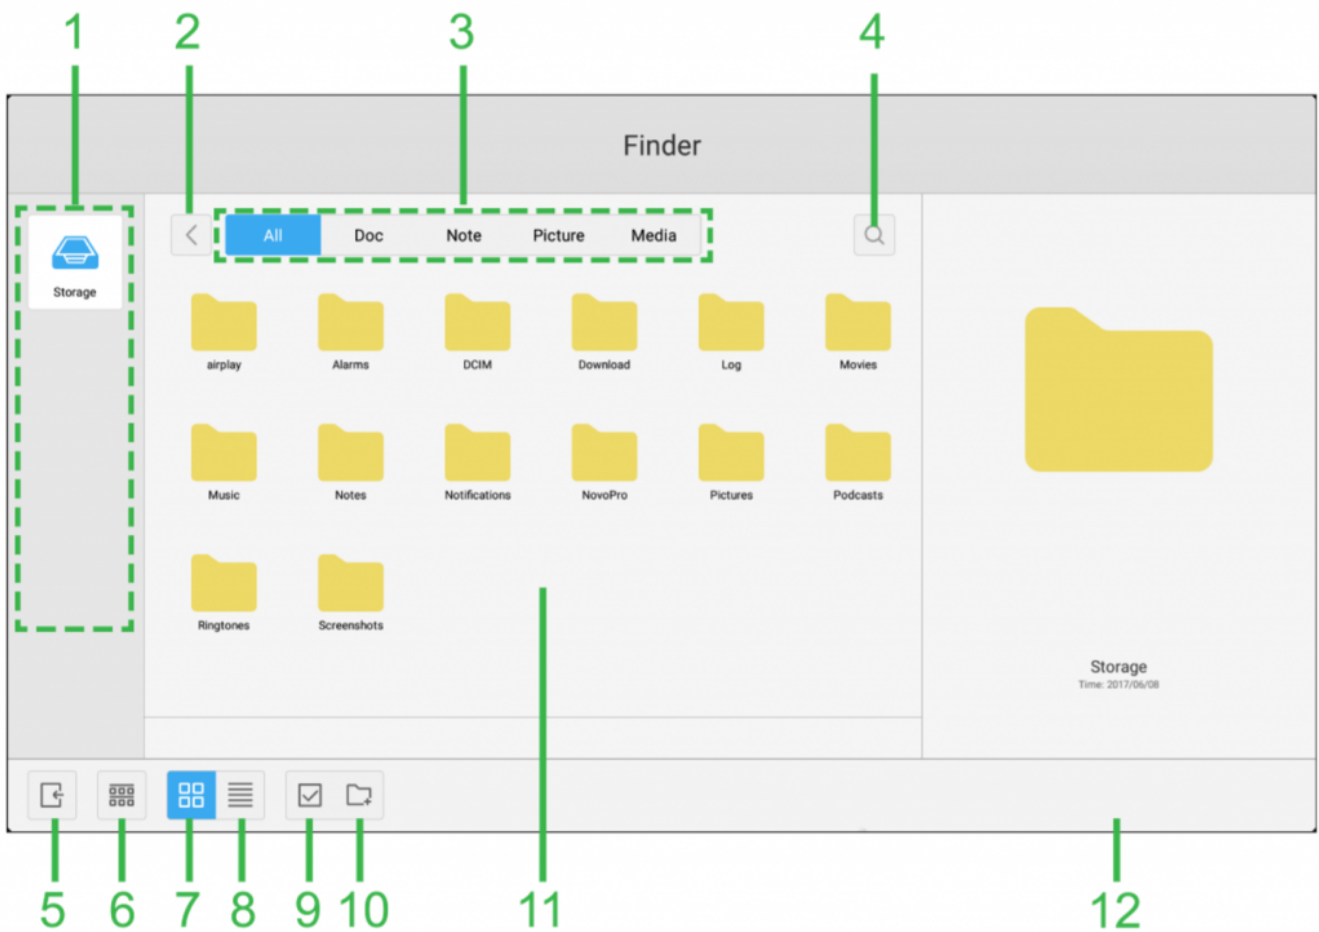 1 2 3 4
Finder
All Doc Note Picture Media
Storage
airplay Alarms DCIM Download Log Movies
Music Notes Notifications NovoPro Pictures Podcasts
Ringtones Screenshots
Storage
Time: 2017/06/08
5 6 7 8 9 10 11 12